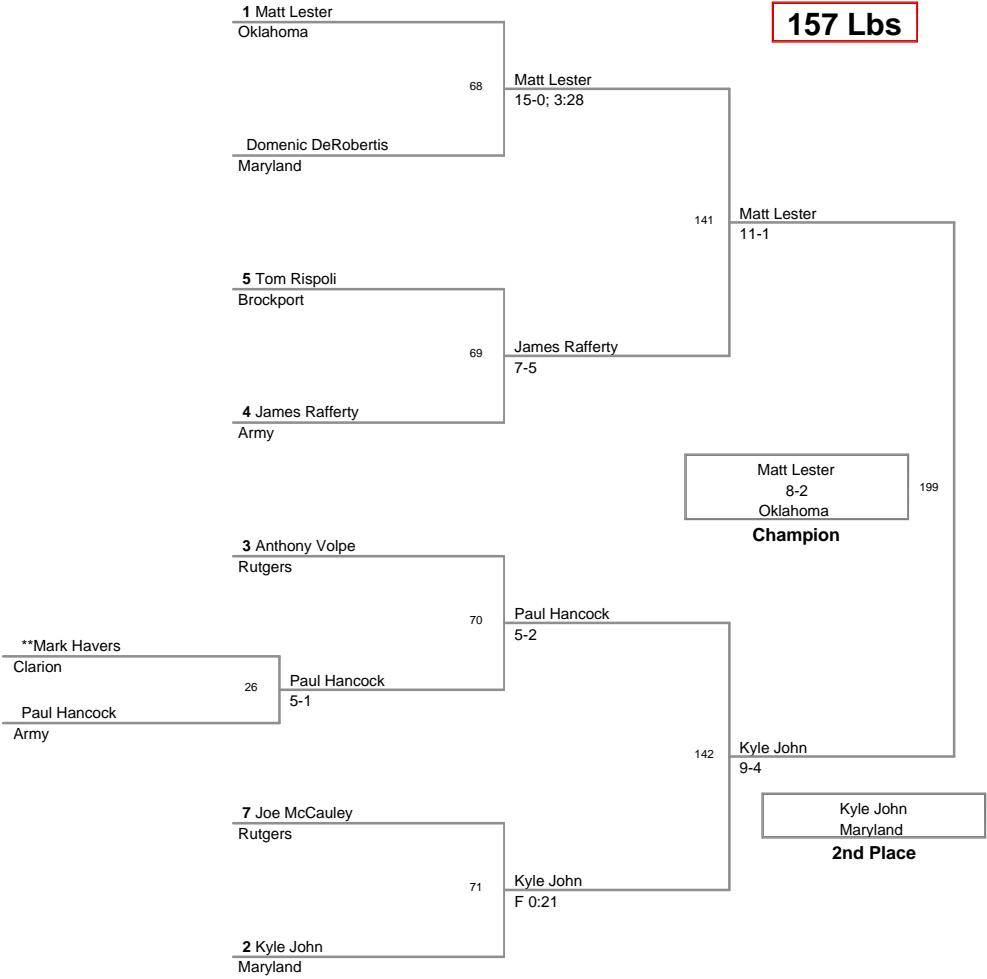 1 Matt Lester
157 Lbs
Oklahoma
68
Matt Lester
15-0; 3:28
Domenic DeRobertis
Maryland
141
Matt Lester
11-1
5 Tom Rispoli
Brockport
69
James Rafferty
7-5
4 James Rafferty
Army
Matt Lester
8-2
Oklahoma
199
Champion
3 Anthony Volpe
Rutgers
70
Paul Hancock
5-2
**Mark Havers
Clarion
26
Paul Hancock
5-1
Paul Hancock
Army
142
Kyle John
9-4
Kyle John
Maryland
2nd Place
7 Joe McCauley
Rutgers
71
Kyle John
F 0:21
2 Kyle John
Maryland